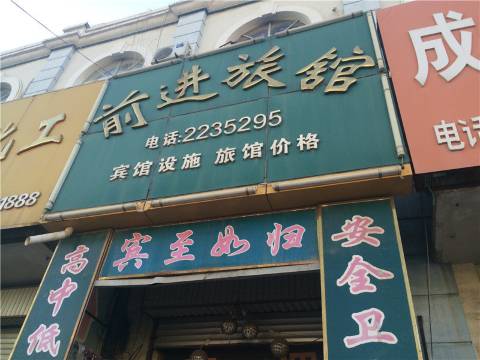 前进旅馆
电话:2235295
宾馆设施 旅馆价格
宾至如归
高中低
安全卫
工
1888
成
电话